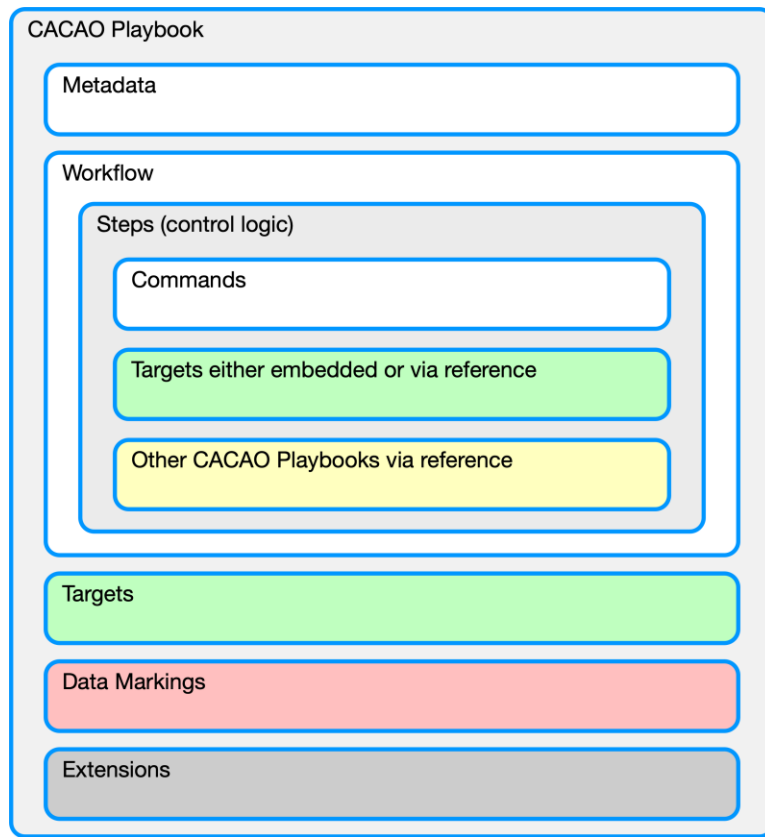 CACAO Playbook
Metadata
Workflow
Steps (control logic)
Commands
Targets either embedded or via reference
Other CACAO Playbooks via reference
Targets
Data Markings
Extensions